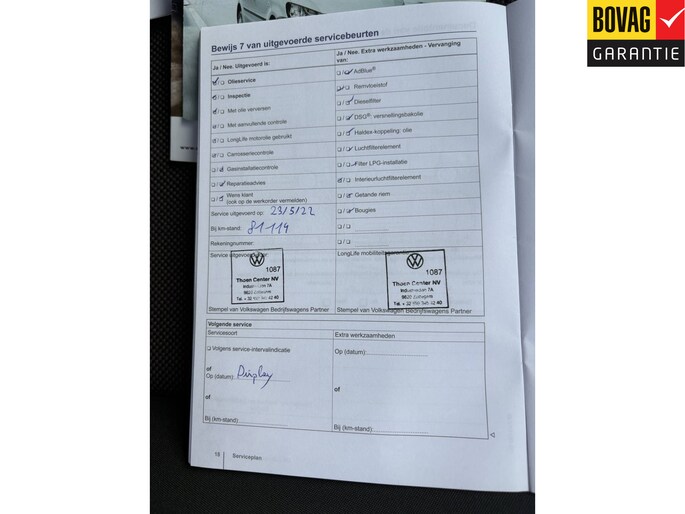 BOVAG
GARANTIE
Bewijs 7 van uitgevoerde servicebeurten
Ja / Nee. Uitgevoerd is:
Olieservice
Inspectie
Met olie verversen
Met aanvullende controle
LongLife motorolie gebruikt
Carrosseriecontrole
Gasinstallatiecontrole
Reparatieadvies
Wens klant
(ook op de werkorder vermelden)
Service uitgevoerd op: 23/5/22
Bij km-stand: 81114
Rekeningnummer:
Service uitgevoerd door:
1087
Thoen Center NV
Stempel van Volkswagen Bedrijfswagens Partner
Ja / Nee. Extra werkzaamheden - Vervanging
van:
AdBlue®
Remvloeistof
Dieselfilter
DSG®: versnellingsbakolie
Haldex-koppeling: olie
Luchtfilterelement
Filter LPG-installatie
Interieurluchtfilterelement
Getande riem
Bougies
LongLife mobiliteitsgarantie
1087
Thoen Center NV
Stempel van Volkswagen Bedrijfswagens Partner
Volgende service
Servicesoort
Volgens service-intervalindicatie
of
Op (datum): Display
of
Bij (km-stand):
Extra werkzaamheden
Op (datum):
of
Bij (km-stand):
18
Serviceplan